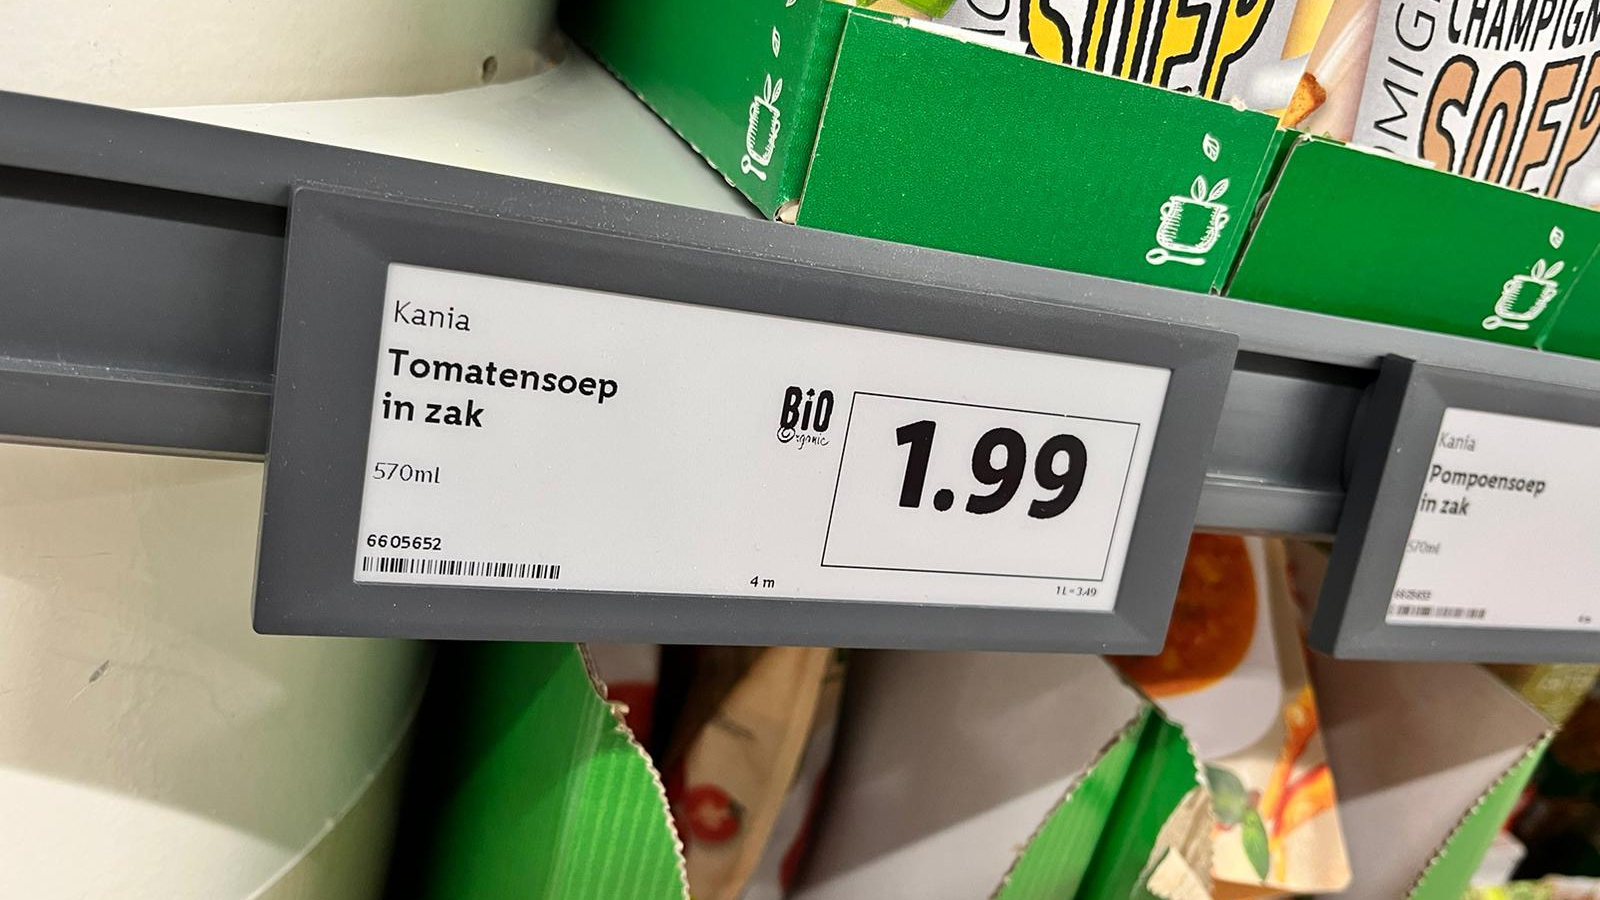 SOEP
CHAMPIGN
SOEP
Kania
Tomatensoep
in zak
570ml
6605652
BiO
Organic
1.99
4 m
1 L = 3.49
Kania
Pompoensoep
in zak
570ml